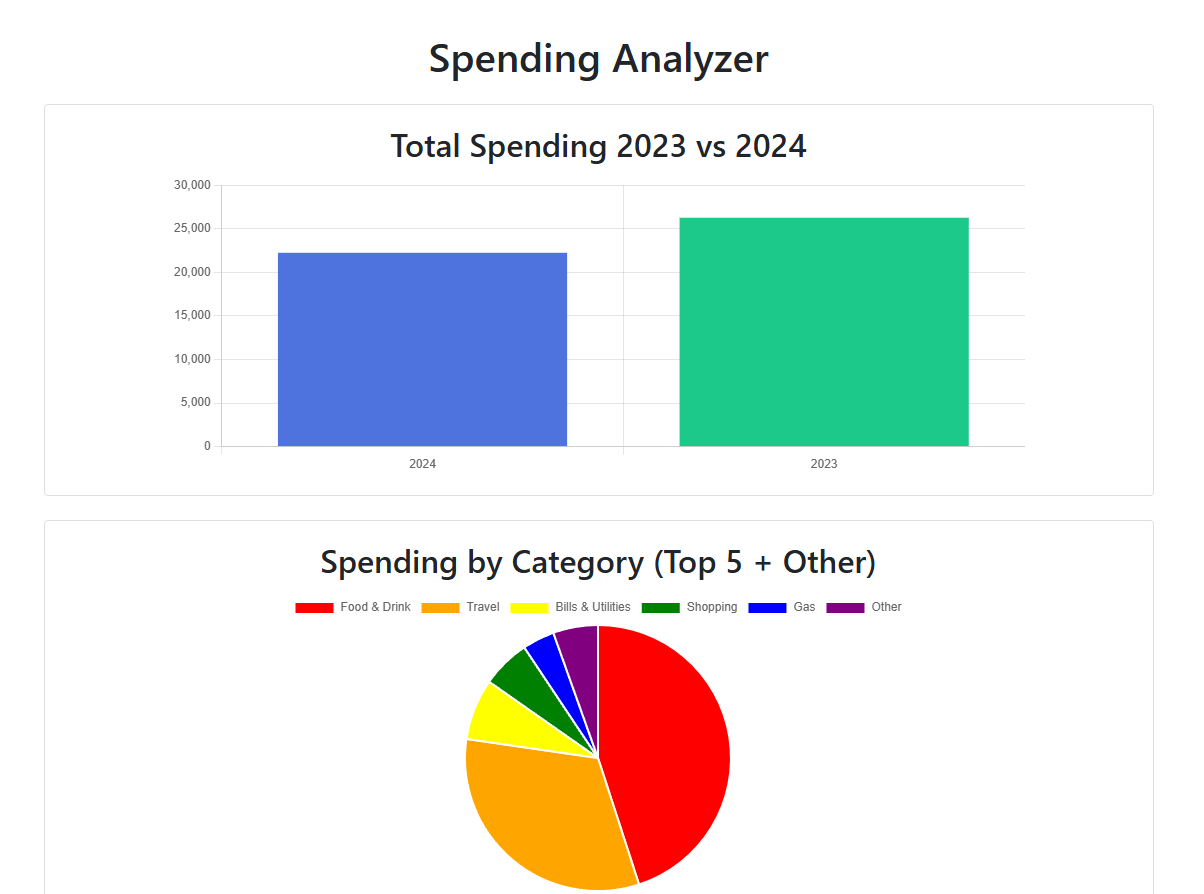 Spending Analyzer
Total Spending 2023 vs 2024
30,000
25,000
20,000
15,000
10,000
5,000
0
2024 2023
Spending by Category (Top 5 + Other)
Food & Drink Travel Bills & Utilities Shopping Gas Other